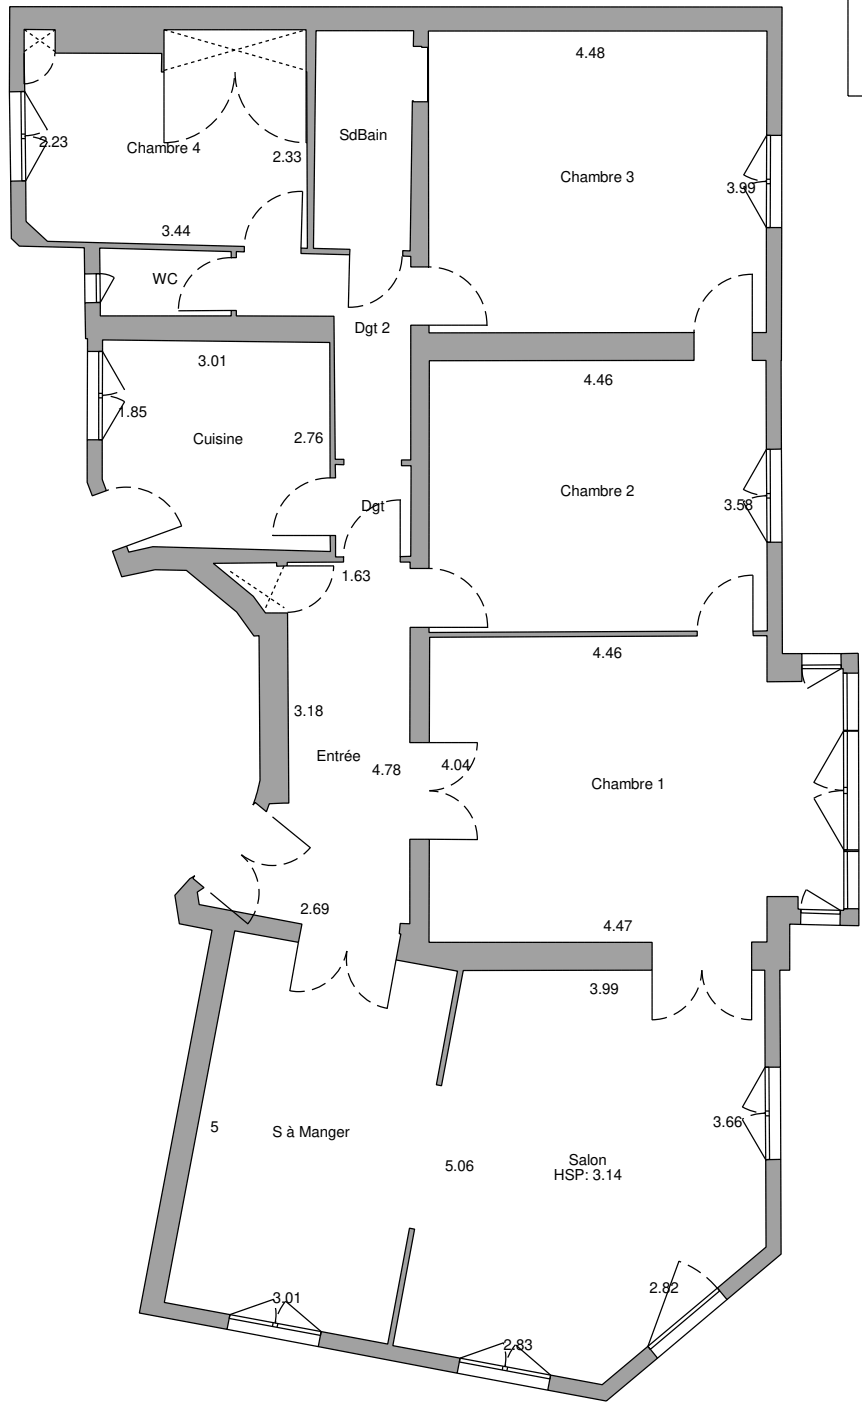 4.48
SdBain
2.23
Chambre 4
2.33
Chambre 3
3.99
3.44
WC
Dgt 2
3.01
4.46
1.85
Cuisine
2.76
Chambre 2
3.58
Dgt
1.63
4.46
3.18
Entrée
4.78
4.04
Chambre 1
2.69
4.47
3.99
5
S à Manger
3.66
5.06
Salon
HSP: 3.14
3.01
2.82
2.83